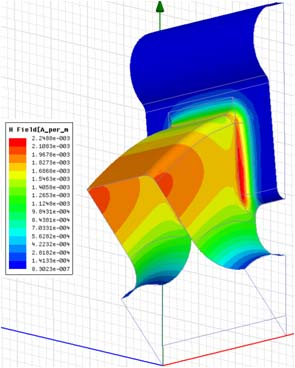 H Field[A_per_m
2.2488e-003
2.1083e-003
1.9678e-003
1.8273e-003
1.6868e-003
1.5463e-003
1.4058e-003
1.2653e-003
1.1248e-003
9.8431e-004
8.4381e-004
7.0331e-004
5.6282e-004
4.2232e-004
2.8182e-004
1.4133e-004
8.3023e-007